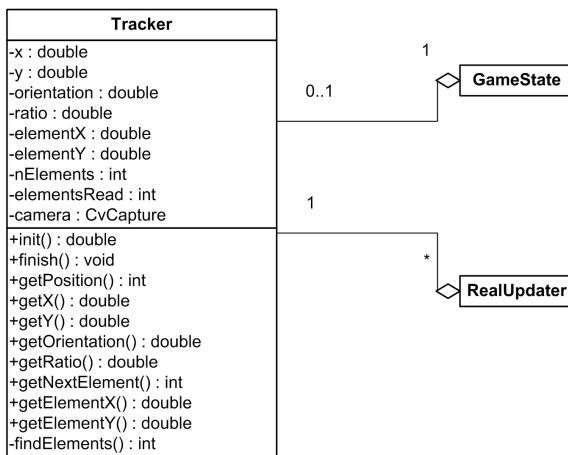 Tracker
-x : double
-y : double
-orientation : double
-ratio : double
-elementX : double
-elementY : double
-nElements : int
-elementsRead : int
-camera : CvCapture
+init() : double
+finish() : void
+getPosition() : int
+getX() : double
+getY() : double
+getOrientation() : double
+getRatio() : double
+getNextElement() : int
+getElementX() : double
+getElementY() : double
-findElements() : int
0..1
1
GameState
1
*
RealUpdater